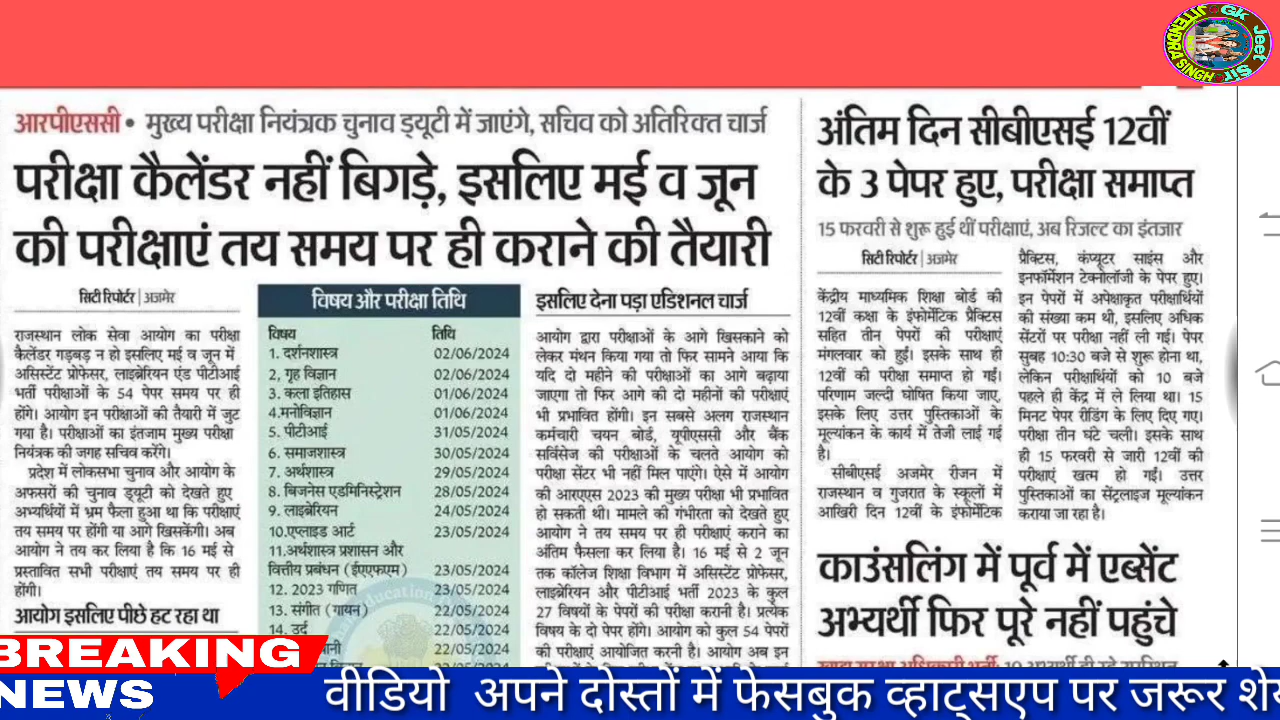 JITENDRA SINGH
GK
Jeet Sir
आरपीएससी • मुख्य परीक्षा नियंत्रक चुनाव ड्यूटी में जाएंगे, सचिव को अतिरिक्त चार्ज
परीक्षा कैलेंडर नहीं बिगड़े, इसलिए मई व जून
की परीक्षाएं तय समय पर ही कराने की तैयारी
सिटी रिपोर्टर | अजमेर
राजस्थान लोक सेवा आयोग का परीक्षा
कैलेंडर गड़बड़ न हो इसलिए मई व जून में
असिस्टेंट प्रोफेसर, लाइब्रेरियन एंड पीटीआई
भर्ती परीक्षाओं के 54 पेपर समय पर ही
होंगे। आयोग इन परीक्षाओं की तैयारी में जुट
गया है। परीक्षाओं का इंतजाम मुख्य परीक्षा
नियंत्रक की जगह सचिव करेंगे।
प्रदेश में लोकसभा चुनाव और आयोग के
अफसरों की चुनाव ड्यूटी को देखते हुए
अभ्यर्थियों में भ्रम फैला हुआ था कि परीक्षाएं
तय समय पर होंगी या आगे खिसकेंगी। अब
आयोग ने तय कर लिया है कि 16 मई से
प्रस्तावित सभी परीक्षाएं तय समय पर ही
होंगी।
आयोग इसलिए पीछे हट रहा था
विषय और परीक्षा तिथि
विषय तिथि
1. दर्शनशास्त्र 02/06/2024
2, गृह विज्ञान 02/06/2024
3. कला इतिहास 01/06/2024
4.मनोविज्ञान 01/06/2024
5. पीटीआई 31/05/2024
6. समाजशास्त्र 30/05/2024
7. अर्थशास्त्र 29/05/2024
8. बिजनेस एडमिनिस्ट्रेशन 28/05/2024
9. लाइब्रेरियन 24/05/2024
10.एप्लाइड आर्ट 23/05/2024
11.अर्थशास्त्र प्रशासन और
वित्तीय प्रबंधन (ईएएफएम) 23/05/2024
12. 2023 गणित 23/05/2024
13. संगीत (गायन) 22/05/2024
14. उर्दू 22/05/2024
22/05/2024
इसलिए देना पड़ा एडिशनल चार्ज
आयोग द्वारा परीक्षाओं के आगे खिसकाने को
लेकर मंथन किया गया तो फिर सामने आया कि
यदि दो महीने की परीक्षाओं का आगे बढ़ाया
जाएगा तो फिर आगे की दो महीनों की परीक्षाएं
भी प्रभावित होंगी। इन सबसे अलग राजस्थान
कर्मचारी चयन बोर्ड, यूपीएससी और बैंक
सर्विसेज की परीक्षाओं के चलते आयोग को
परीक्षा सेंटर भी नहीं मिल पाएंगे। ऐसे में आयोग
की आरएएस 2023 की मुख्य परीक्षा भी प्रभावित
हो सकती थी। मामले की गंभीरता को देखते हुए
आयोग ने तय समय पर ही परीक्षाएं कराने का
अंतिम फैसला कर लिया है। 16 मई से 2 जून
तक कॉलेज शिक्षा विभाग में असिस्टेंट प्रोफेसर,
लाइब्रेरियन और पीटीआई भर्ती 2023 के कुल
27 विषयों के पेपरों की परीक्षा करानी है। प्रत्येक
विषय के दो पेपर होंगे। आयोग को कुल 54 पेपरों
की परीक्षाएं आयोजित करनी है। आयोग अब इन
अंतिम दिन सीबीएसई 12वीं
के 3 पेपर हुए, परीक्षा समाप्त
15 फरवरी से शुरू हुई थीं परीक्षाएं, अब रिजल्ट का इंतजार
सिटी रिपोर्टर | अजमेर
केंद्रीय माध्यमिक शिक्षा बोर्ड की
12वीं कक्षा के इंफोर्मेटिक प्रैक्टिस
सहित तीन पेपरों की परीक्षाएं
मंगलवार को हुई। इसके साथ ही
12वीं की परीक्षा समाप्त हो गई।
परिणाम जल्दी घोषित किया जाए,
इसके लिए उत्तर पुस्तिकाओं के
मूल्यांकन के कार्य में तेजी लाई गई
है।
सीबीएसई अजमेर रीजन में
राजस्थान व गुजरात के स्कूलों में
आखिरी दिन 12वीं के इंफोर्मेटिक
प्रैक्टिस, कंप्यूटर साइंस और
इनफॉर्मेशन टेक्नोलॉजी के पेपर हुए।
इन पेपरों में अपेक्षाकृत परीक्षार्थियों
की संख्या कम थी, इसलिए अधिक
सेंटरों पर परीक्षा नहीं ली गई। पेपर
सुबह 10:30 बजे से शुरू होना था,
लेकिन परीक्षार्थियों को 10 बजे
पहले ही केंद्र में ले लिया था। 15
मिनट पेपर रीडिंग के लिए दिए गए।
परीक्षा तीन घंटे चली। इसके साथ
ही 15 फरवरी से जारी 12वीं की
परीक्षाएं खत्म हो गईं। उत्तर
पुस्तिकाओं का सेंट्रलाइज मूल्यांकन
कराया जा रहा है।
काउंसलिंग में पूर्व में एब्सेंट
अभ्यर्थी फिर पूरे नहीं पहुंचे
BREAKING
NEWS
वीडियो अपने दोस्तों में फेसबुक व्हाट्सएप पर जरूर शे